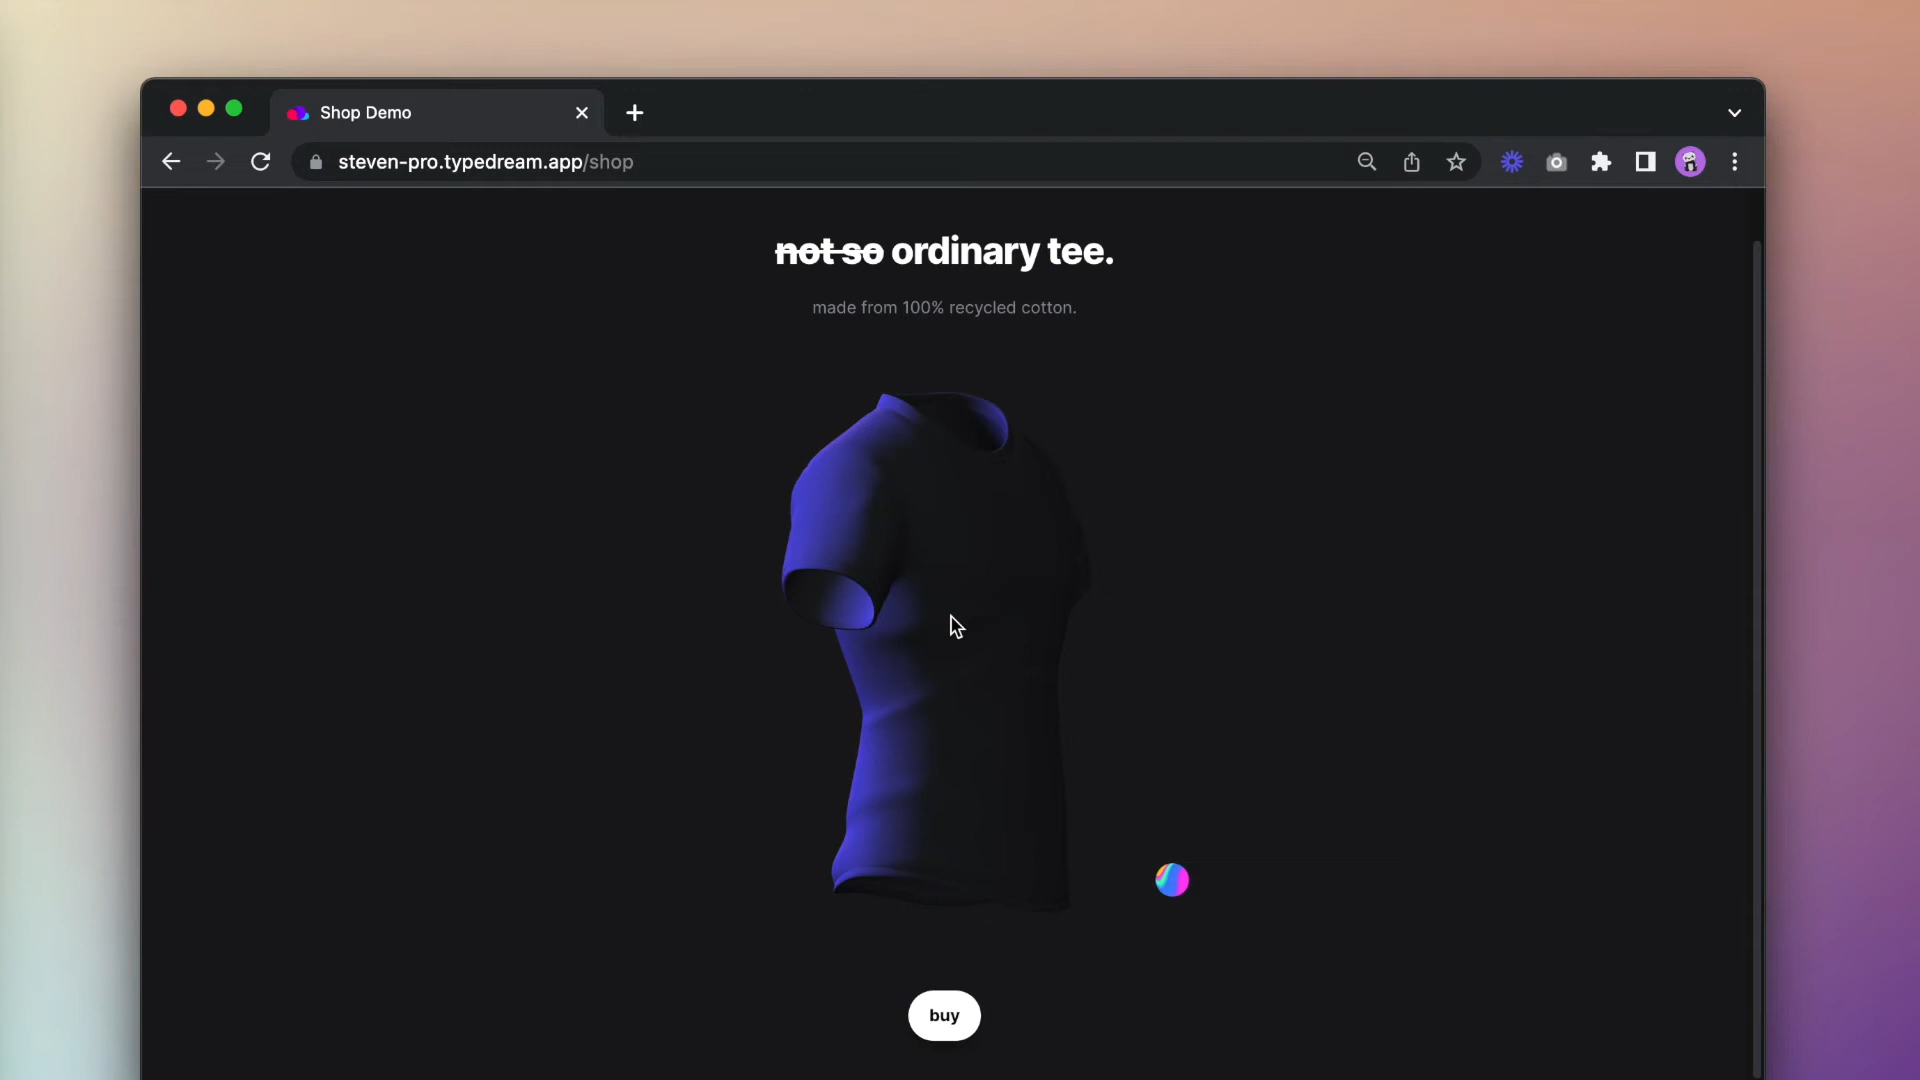 Shop Demo
steven-pro.typedream.app/shop
not so ordinary tee.
made from 100% recycled cotton.
buy